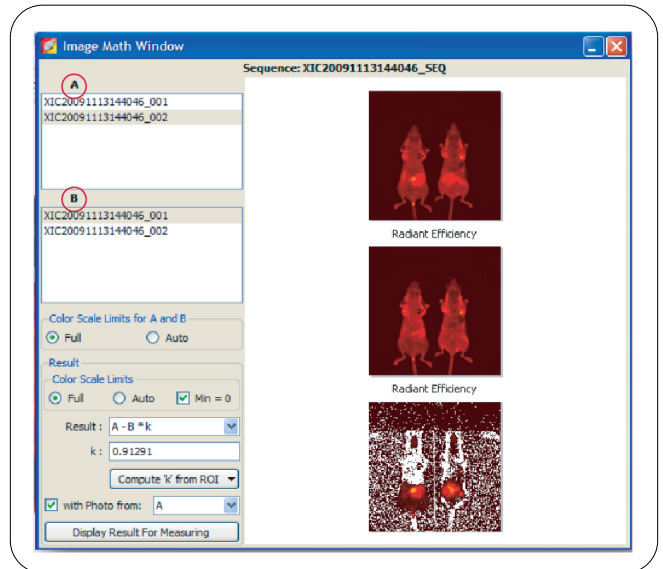 Image Math Window
Sequence: XIC20091113144046_SEQ
A
XIC20091113144046_001
XIC20091113144046_002
B
XIC20091113144046_001
XIC20091113144046_002
Color Scale Limits for A and B
Full Auto
Result
Color Scale Limits
Full Auto Min = 0
Result : A - B * k
k : 0.91291
Compute 'k' from ROI
with Photo from: A
Display Result For Measuring
Radiant Efficiency
Radiant Efficiency